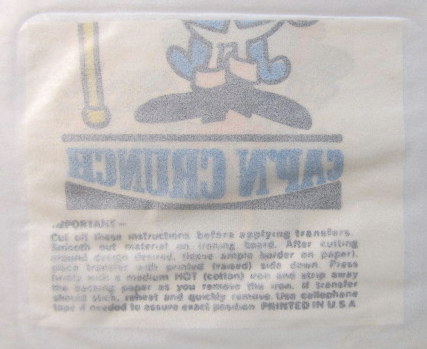 CAP'N CRUNCH
IMPORTANT—
Cut off these instructions before applying transfers.
Smooth out material on ironing board. After cutting
around design desired, (leave ample border on paper),
place transfer with printed (raised) side down. Press
firmly with a medium HOT (cotton) iron and strip away
the backing paper as you remove the iron. If transfer
should stick, reheat and quickly remove. Use cellophane
tape if needed to assure exact position. PRINTED IN U.S.A.